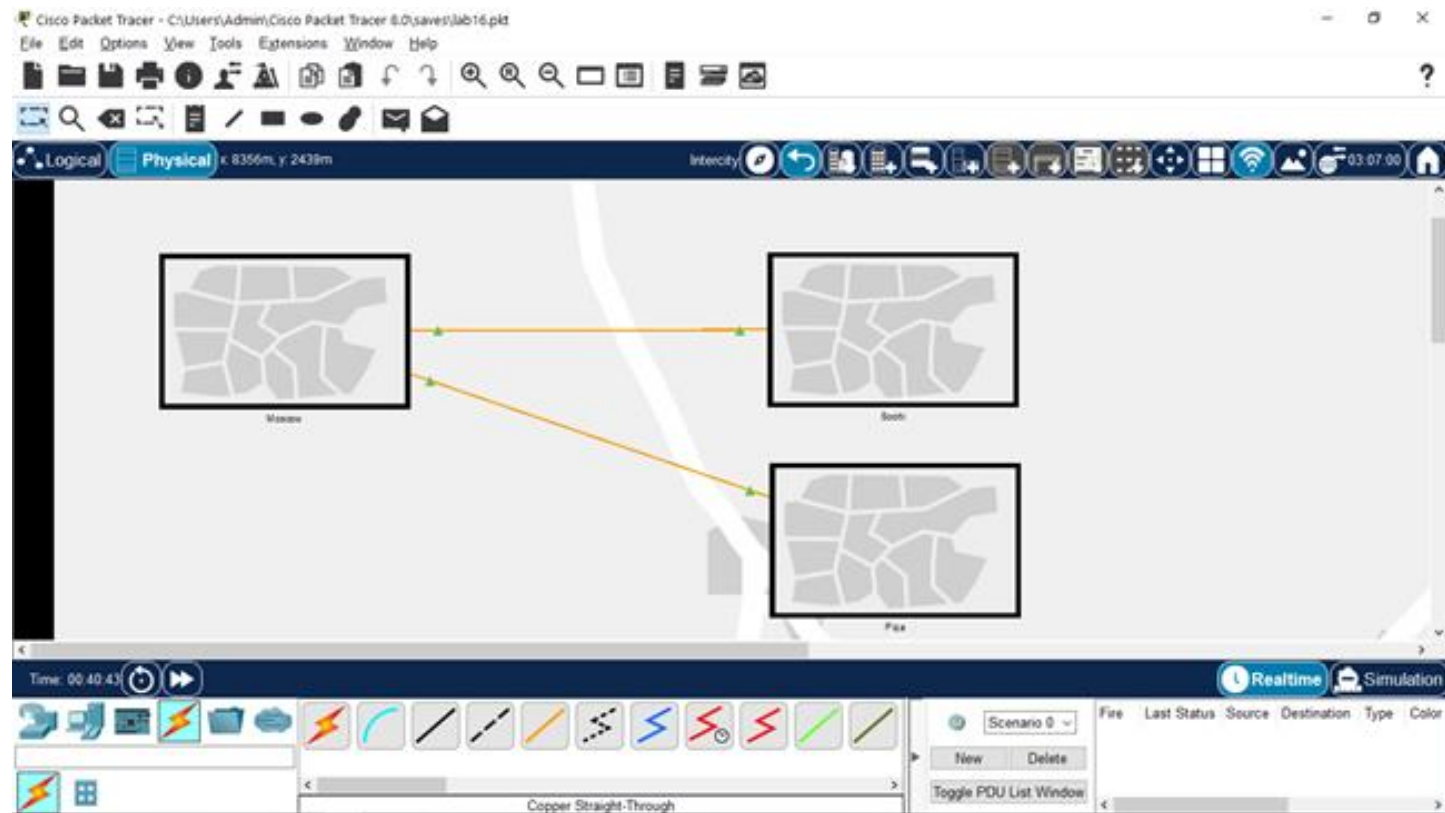 Cisco Packet Tracer - C:\Users\Admin\Cisco Packet Tracer 8.0\saves\lab16.pkt
File Edit Options View Tools Extensions Window Help
?
Logical Physical x: 8356m, y: 2439m Intercity 03:07:00
Moscow
Sochi
Pisa
Time: 00:40:43 Realtime Simulation
Scenario 0 Fire Last Status Source Destination Type Color
New Delete
Toggle PDU List Window
Copper Straight-Through